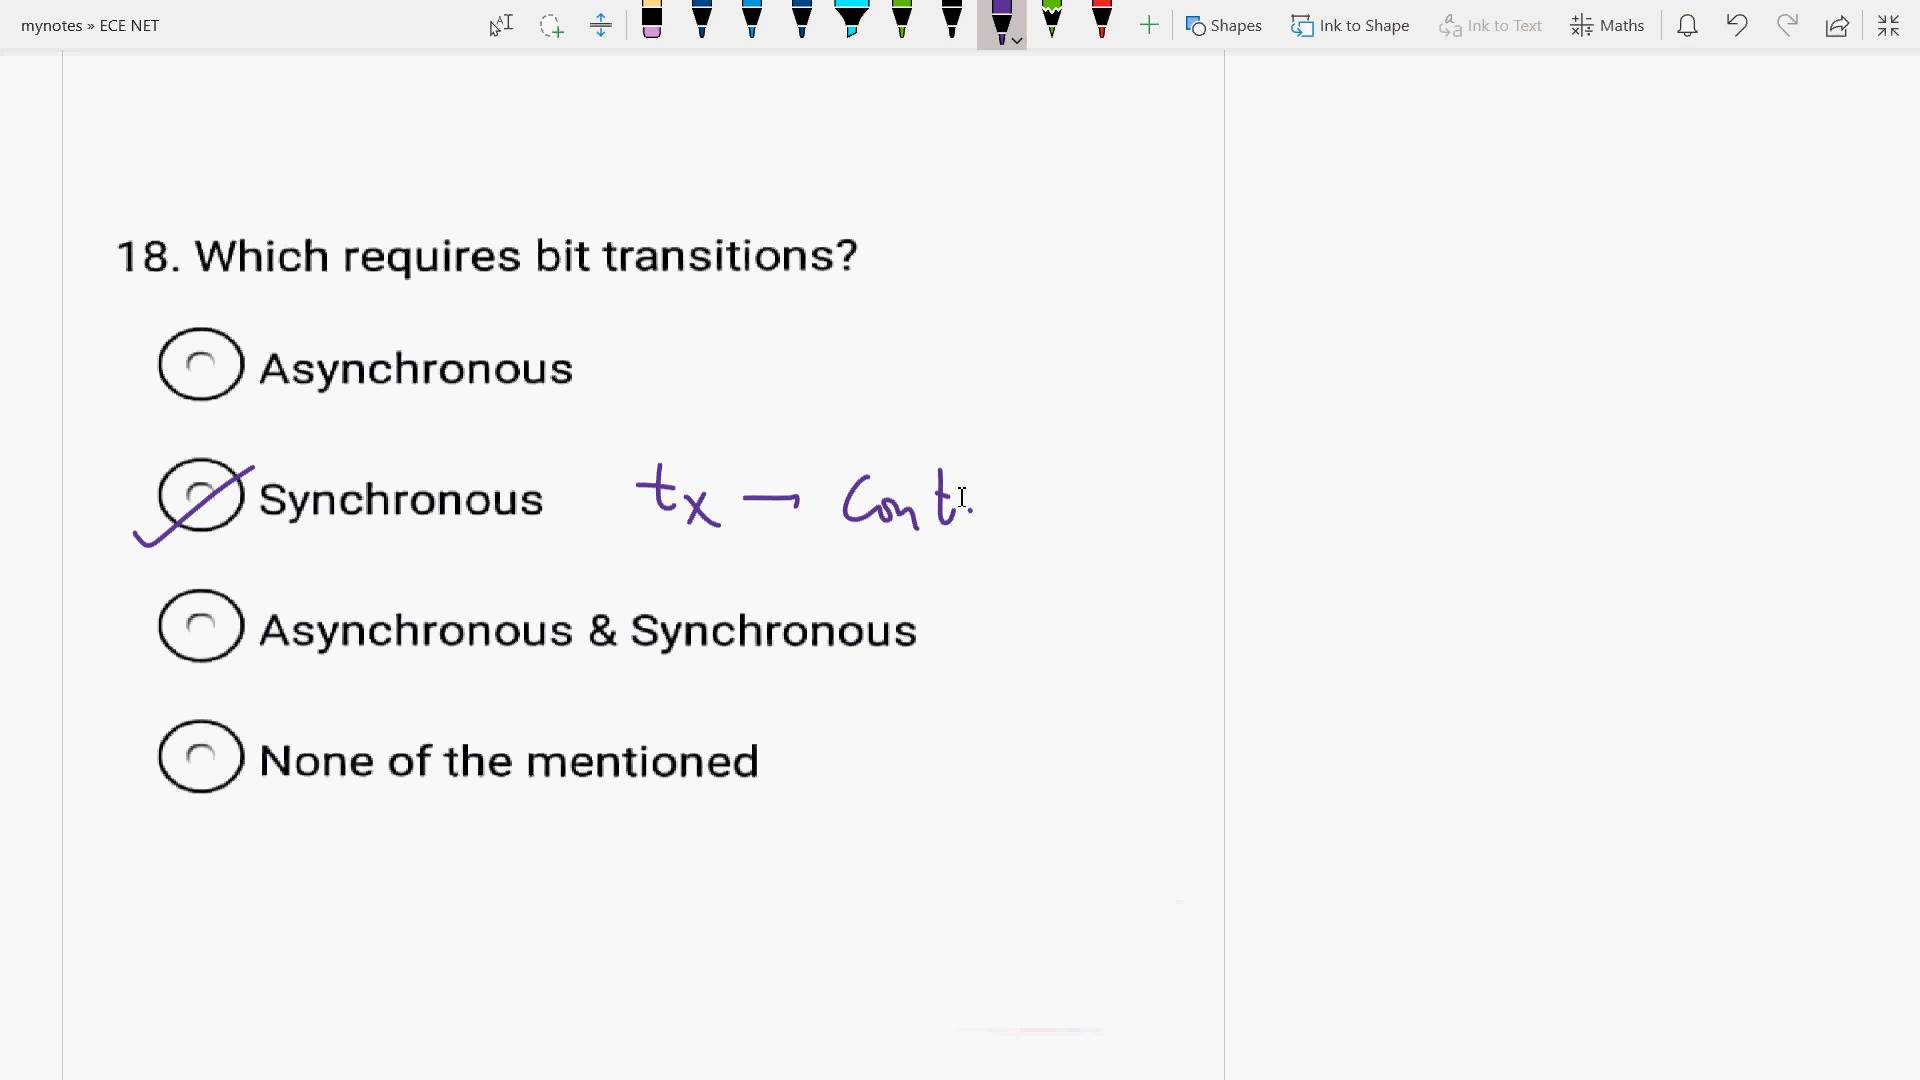 mynotes » ECE NET
Shapes
Ink to Shape
Ink to Text
Maths
18. Which requires bit transitions?
Asynchronous
Synchronous tx — Cont.
Asynchronous & Synchronous
None of the mentioned